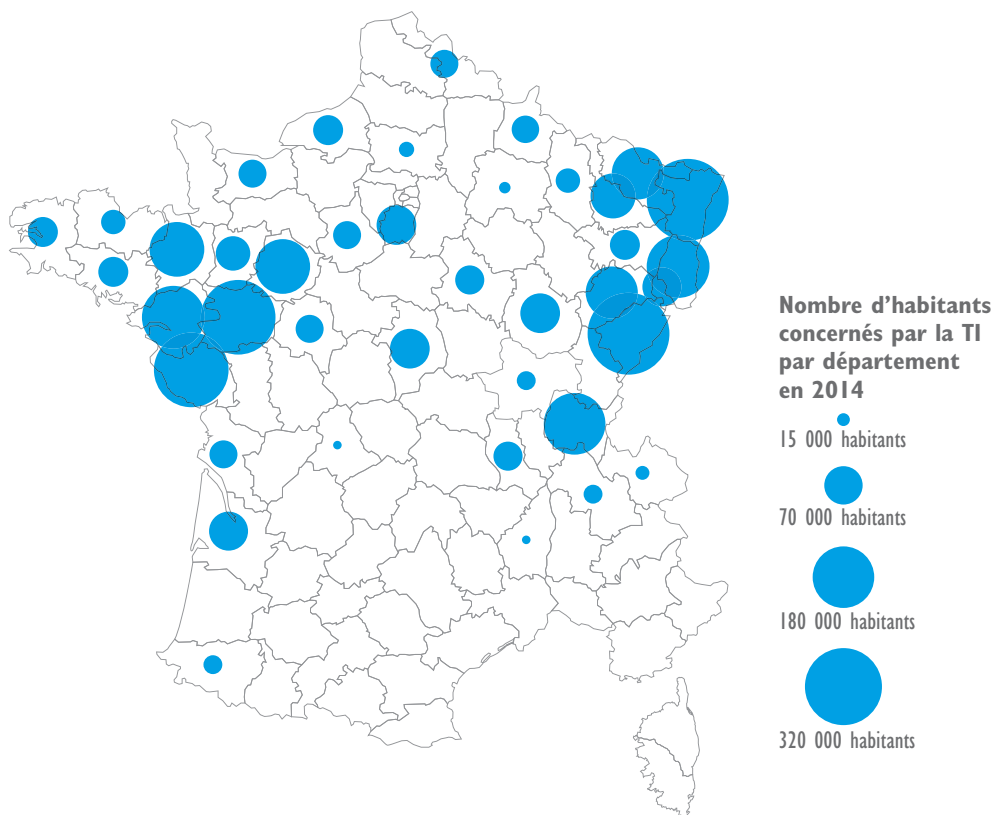 Nombre d’habitants
concernés par la TI
par département
en 2014
15 000 habitants
70 000 habitants
180 000 habitants
320 000 habitants